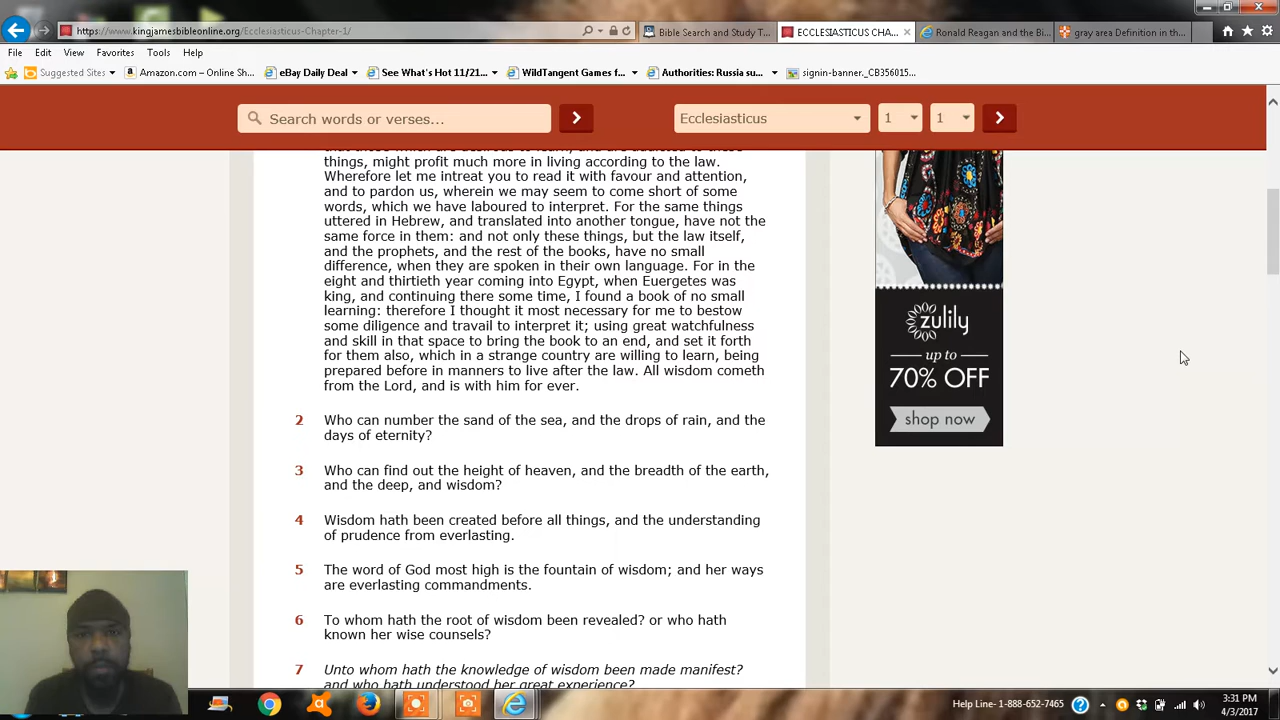 https://www.kingjamesbibleonline.org/Ecclesiasticus-Chapter-1/
Bible Search and Study T...
ECCLESIASTICUS CHA...
Ronald Reagan and the Bi...
gray area Definition in th...
File Edit View Favorites Tools Help
Suggested Sites
Amazon.com – Online Sh...
eBay Daily Deal
See What's Hot 11/21...
WildTangent Games f...
Authorities: Russia su...
signin-banner._CB356015...
Search words or verses...
Ecclesiasticus
1
1
that those which are desirous to learn, and are addicted to these
things, might profit much more in living according to the law.
Wherefore let me intreat you to read it with favour and attention,
and to pardon us, wherein we may seem to come short of some
words, which we have laboured to interpret. For the same things
uttered in Hebrew, and translated into another tongue, have not the
same force in them: and not only these things, but the law itself,
and the prophets, and the rest of the books, have no small
difference, when they are spoken in their own language. For in the
eight and thirtieth year coming into Egypt, when Euergetes was
king, and continuing there some time, I found a book of no small
learning: therefore I thought it most necessary for me to bestow
some diligence and travail to interpret it; using great watchfulness
and skill in that space to bring the book to an end, and set it forth
for them also, which in a strange country are willing to learn, being
prepared before in manners to live after the law. All wisdom cometh
from the Lord, and is with him for ever.
2 Who can number the sand of the sea, and the drops of rain, and the
days of eternity?
3 Who can find out the height of heaven, and the breadth of the earth,
and the deep, and wisdom?
4 Wisdom hath been created before all things, and the understanding
of prudence from everlasting.
5 The word of God most high is the fountain of wisdom; and her ways
are everlasting commandments.
6 To whom hath the root of wisdom been revealed? or who hath
known her wise counsels?
7 Unto whom hath the knowledge of wisdom been made manifest?
and who hath understood her great experience?
zulily
up to
70% OFF
shop now
Help Line- 1-888-652-7465
3:31 PM
4/3/2017